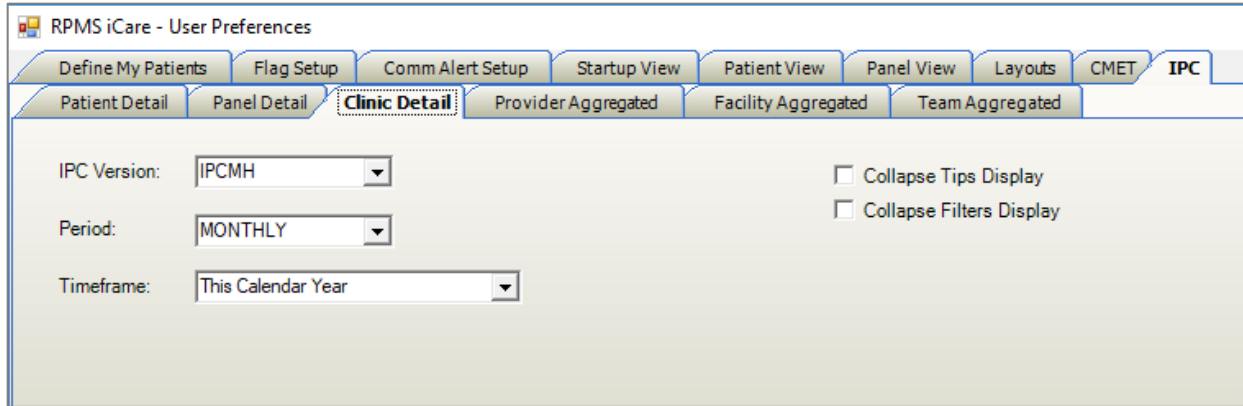 RPMS iCare - User Preferences
Define My Patients Flag Setup Comm Alert Setup Startup View Patient View Panel View Layouts CMET IPC
Patient Detail Panel Detail Clinic Detail Provider Aggregated Facility Aggregated Team Aggregated
IPC Version: IPCMH Collapse Tips Display
Collapse Filters Display
Period: MONTHLY
Timeframe: This Calendar Year